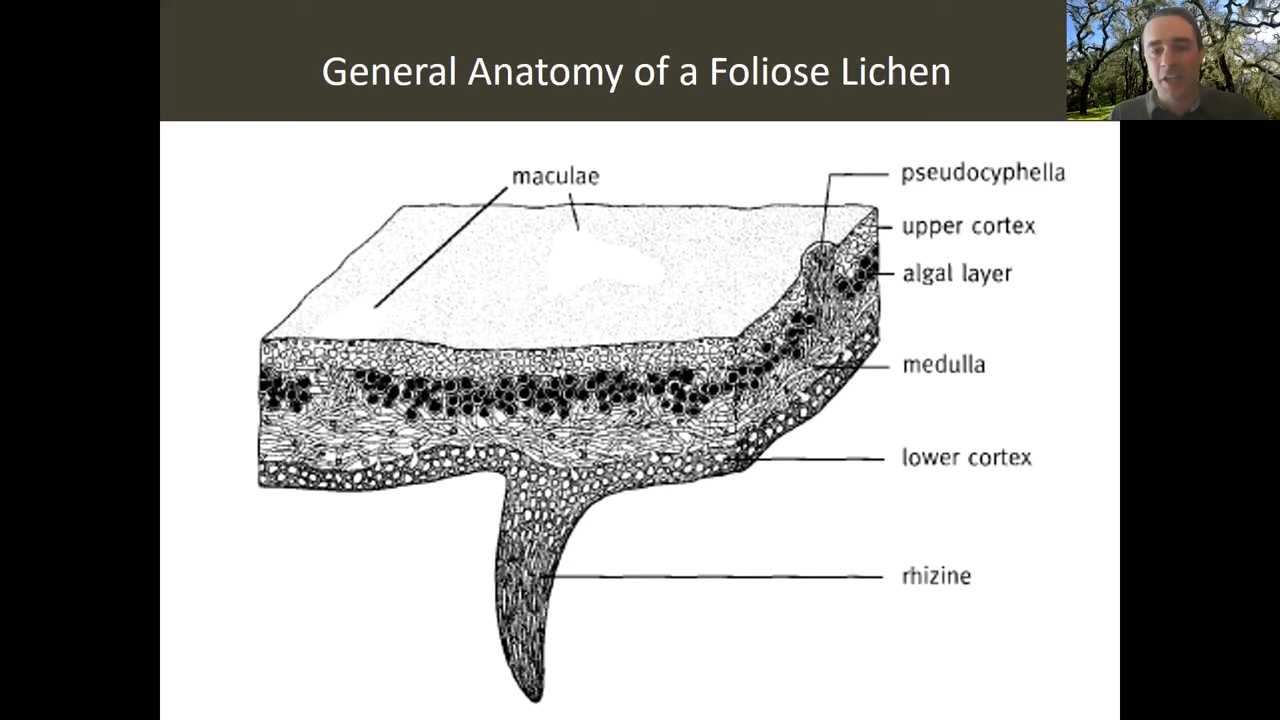 General Anatomy of a Foliose Lichen
maculae
pseudocyphella
upper cortex
algal layer
medulla
lower cortex
rhizine